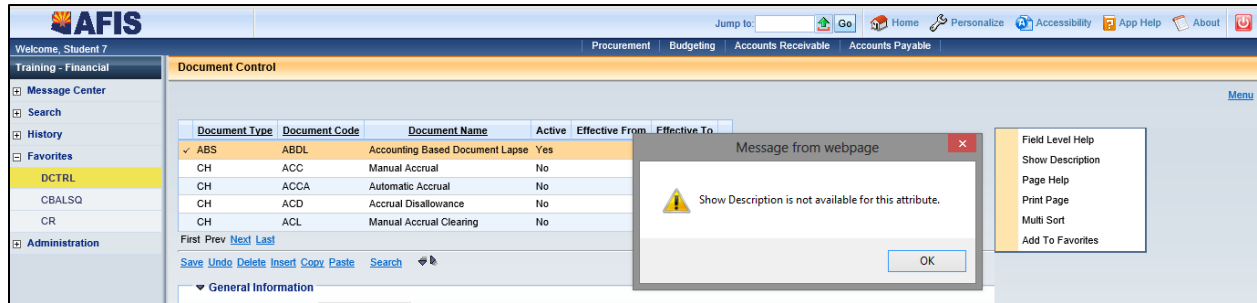 AFIS
Jump to: Go Home Personalize Accessibility App Help About
Welcome, Student 7
Procurement Budgeting Accounts Receivable Accounts Payable
Training - Financial
Document Control
Message Center
Menu
Search
History
Favorites
DCTRL
CBALSQ
CR
Administration
Document Type Document Code Document Name Active Effective From Effective To
ABS ABDL Accounting Based Document Lapse Yes
CH ACC Manual Accrual No
CH ACCA Automatic Accrual No
CH ACD Accrual Disallowance No
CH ACL Manual Accrual Clearing No
First Prev Next Last
Save Undo Delete Insert Copy Paste Search
General Information
Message from webpage
Show Description is not available for this attribute.
OK
Field Level Help
Show Description
Page Help
Print Page
Multi Sort
Add To Favorites